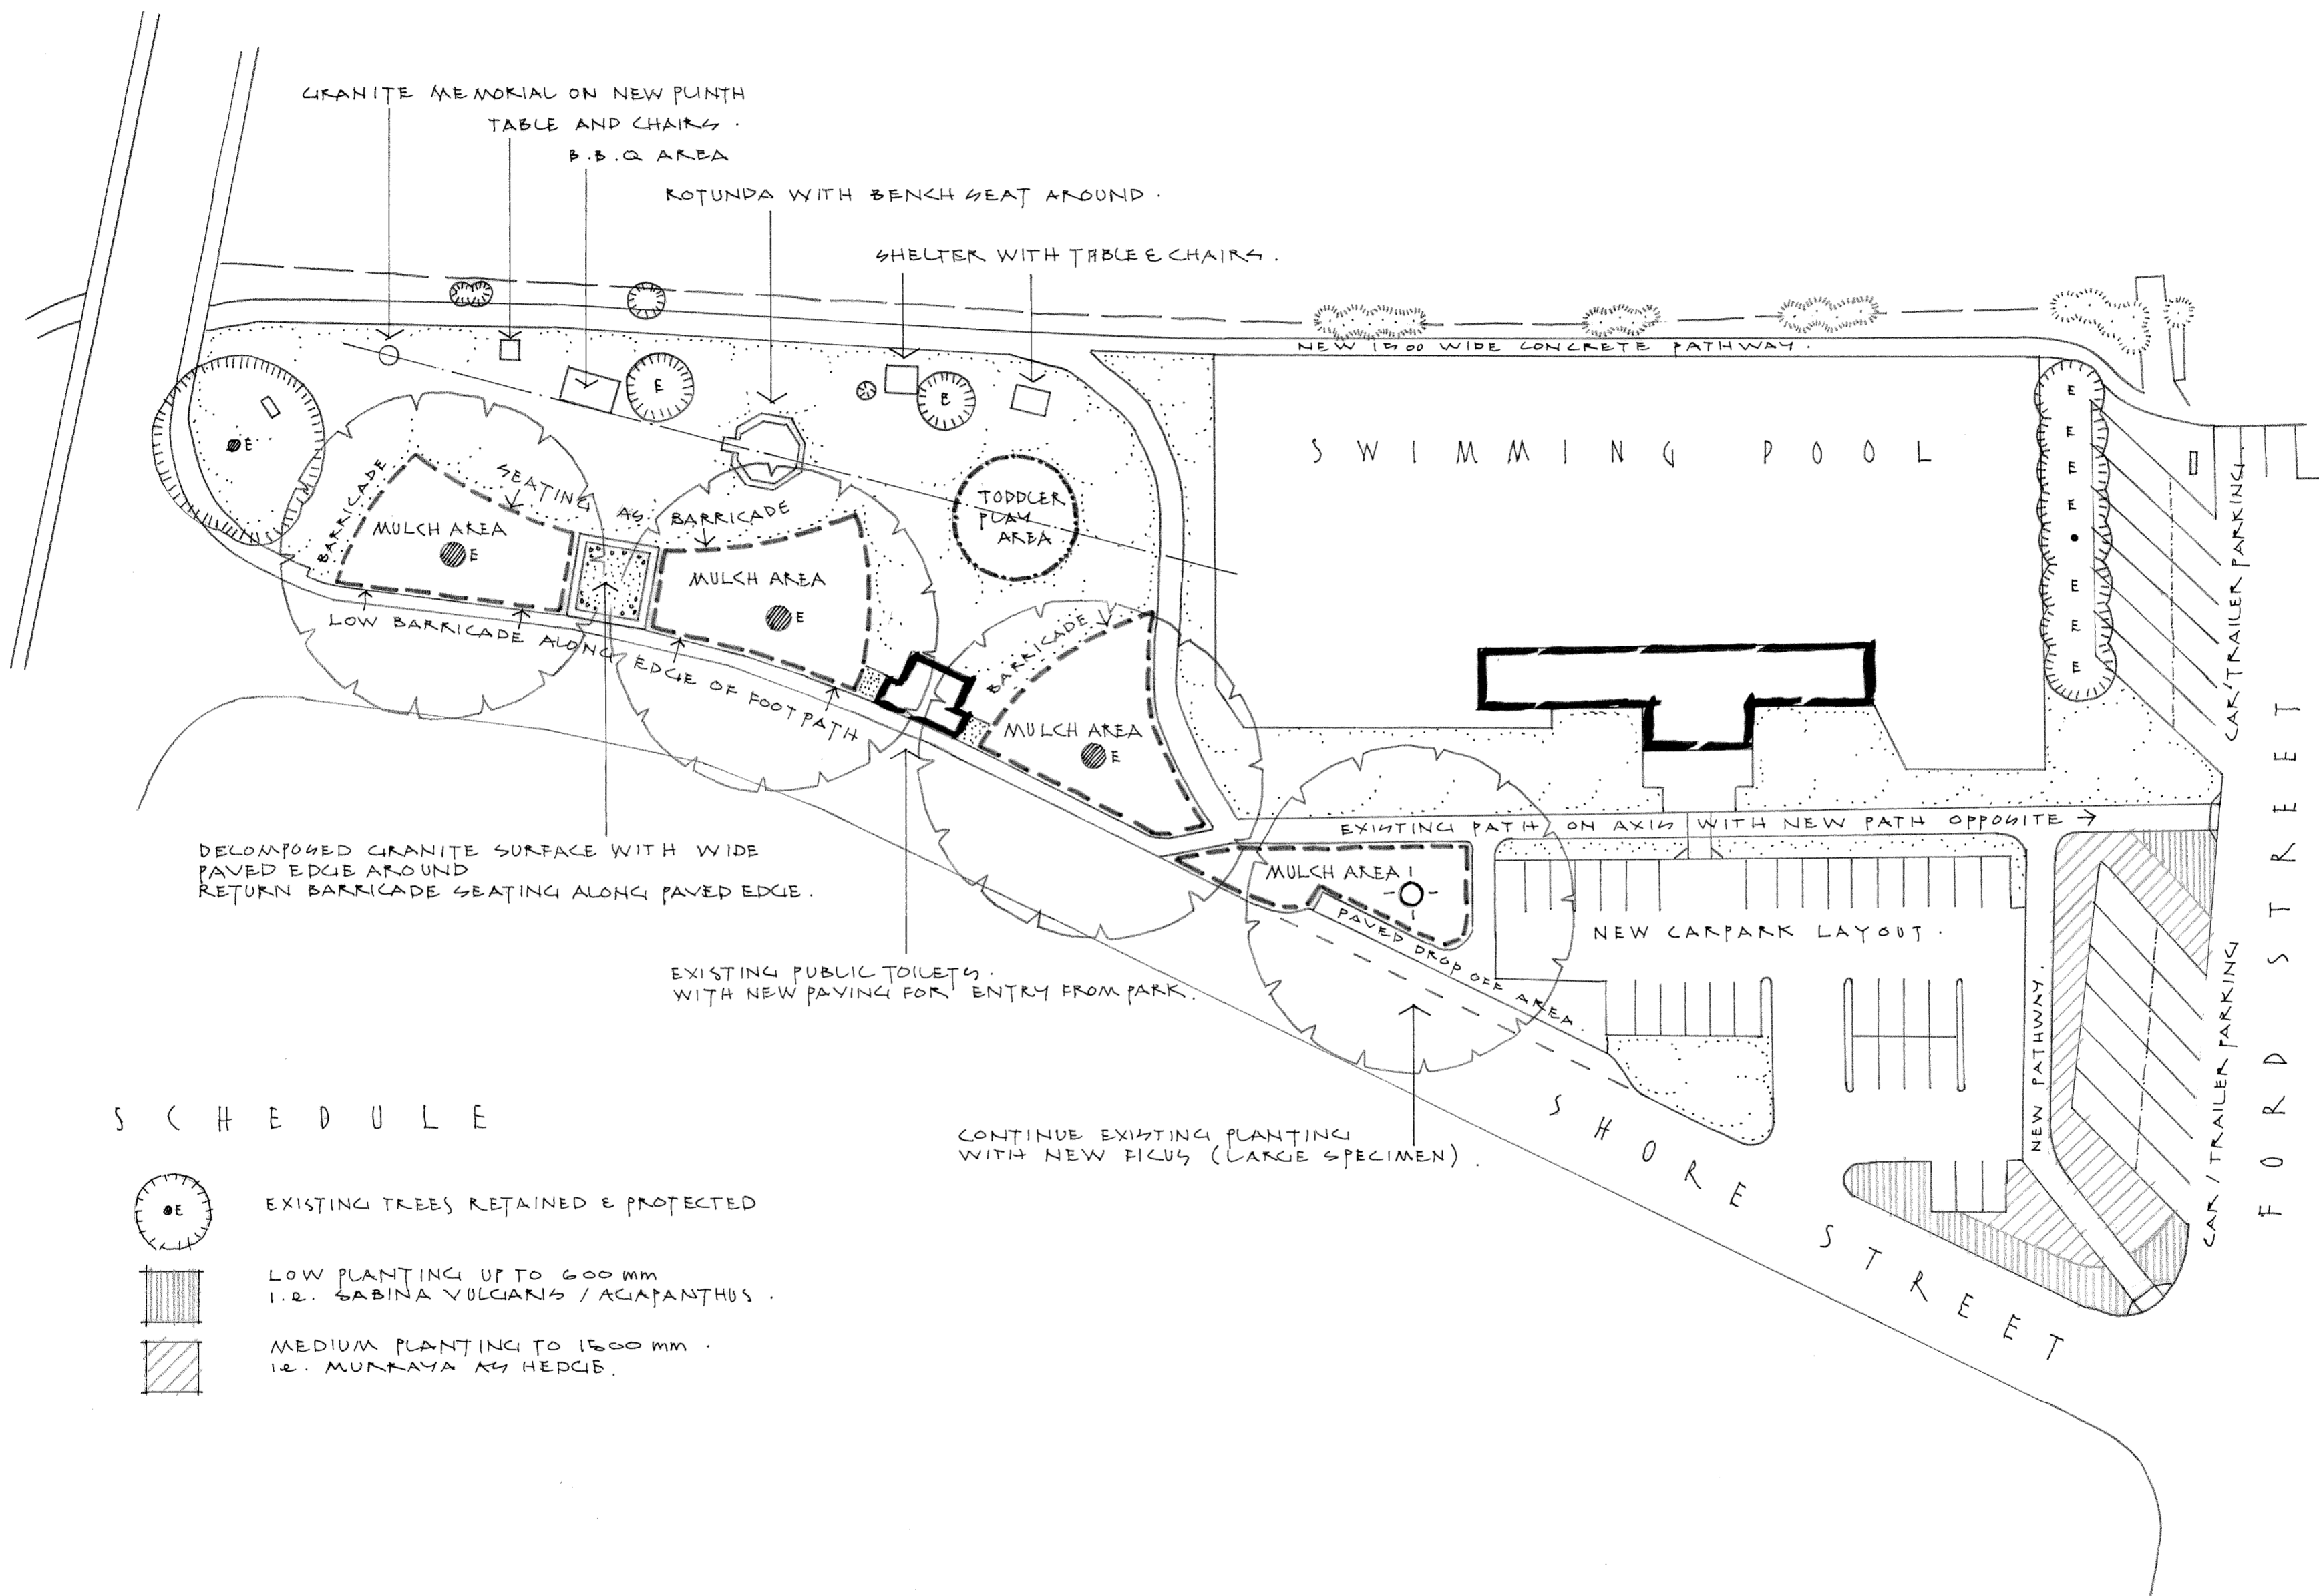 GRANITE MEMORIAL ON NEW PLINTH
TABLE AND CHAIRS.
B.B.Q AREA
ROTUNDA WITH BENCH SEAT AROUND.
SHELTER WITH TABLE & CHAIRS.
NEW 1500 WIDE CONCRETE PATHWAY.
E
E
E
SWIMMING POOL
E
E
E
E
E
E
E
CAR/TRAILER PARKING
BARRICADE
SEATING AS BARRICADE
TODDLER
PLAY
AREA
MULCH AREA
E
MULCH AREA
E
LOW BARRICADE ALONG EDGE OF FOOTPATH
BARRICADE
MULCH AREA
E
EXISTING PATH ON AXIS WITH NEW PATH OPPOSITE
MULCH AREA
PAVED DROP OFF AREA.
NEW CARPARK LAYOUT.
NEW PATHWAY.
CAR/TRAILER PARKING
FORD STREET
SHORE STREET
DECOMPOSED GRANITE SURFACE WITH WIDE
PAVED EDGE AROUND
RETURN BARRICADE SEATING ALONG PAVED EDGE.
EXISTING PUBLIC TOILETS.
WITH NEW PAVING FOR ENTRY FROM PARK.
CONTINUE EXISTING PLANTING
WITH NEW FICUS (LARGE SPECIMEN).
SCHEDULE
E
EXISTING TREES RETAINED & PROTECTED
LOW PLANTING UP TO 600 mm
i.e. SABINA VULGARIS / AGAPANTHUS.
MEDIUM PLANTING TO 1500 mm.
ie. MURRAYA AS HEDGE.